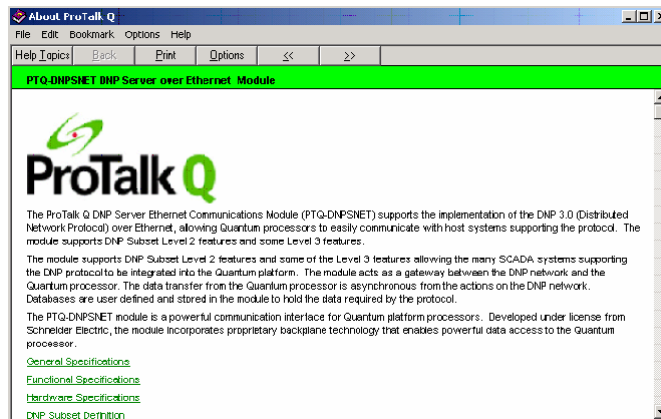 About ProTalk Q
File Edit Bookmark Options Help
Help Topics Back Print Options << >>
PTQ-DNPSNET DNP Server over Ethernet Module
ProTalk Q
The ProTalk Q DNP Server Ethernet Communications Module (PTQ-DNPSNET) supports the implementation of the DNP 3.0 (Distributed
Network Protocol) over Ethernet, allowing Quantum processors to easily communicate with host systems supporting the protocol. The
module supports DNP Subset Level 2 features and some Level 3 features.
The module supports DNP Subset Level 2 features and some of the Level 3 features allowing the many SCADA systems supporting
the DNP protocol to be integrated into the Quantum platform. The module acts as a gateway between the DNP network and the
Quantum processor. The data transfer from the Quantum processor is asynchronous from the actions on the DNP network.
Databases are user defined and stored in the module to hold the data required by the protocol.
The PTQ-DNPSNET module is a powerful communication interface for Quantum platform processors. Developed under license from
Schneider Electric, the module incorporates proprietary backplane technology that enables powerful data access to the Quantum
processor.
General Specifications
Functional Specifications
Hardware Specifications
DNP Subset Definition